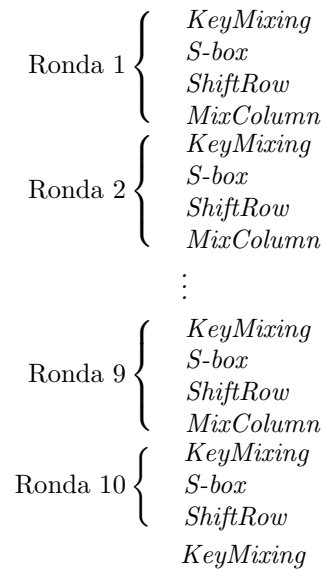 Ronda 1
KeyMixing
S-box
ShiftRow
MixColumn
Ronda 2
KeyMixing
S-box
ShiftRow
MixColumn
⋮
Ronda 9
KeyMixing
S-box
ShiftRow
MixColumn
Ronda 10
KeyMixing
S-box
ShiftRow
KeyMixing